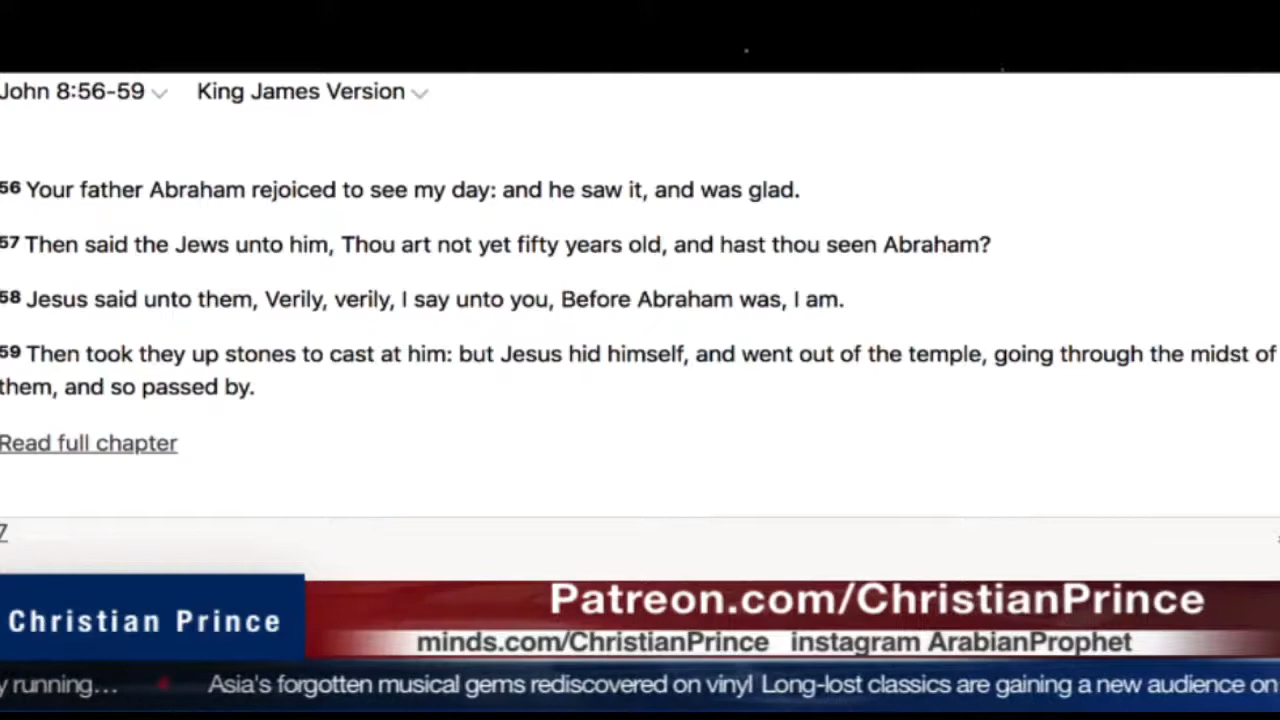 John 8:56-59 King James Version
56 Your father Abraham rejoiced to see my day: and he saw it, and was glad.
57 Then said the Jews unto him, Thou art not yet fifty years old, and hast thou seen Abraham?
58 Jesus said unto them, Verily, verily, I say unto you, Before Abraham was, I am.
59 Then took they up stones to cast at him: but Jesus hid himself, and went out of the temple, going through the midst of
them, and so passed by.
Read full chapter
7
Christian Prince
Patreon.com/ChristianPrince
minds.com/ChristianPrince instagram ArabianProphet
y running... Asia's forgotten musical gems rediscovered on vinyl Long-lost classics are gaining a new audience on